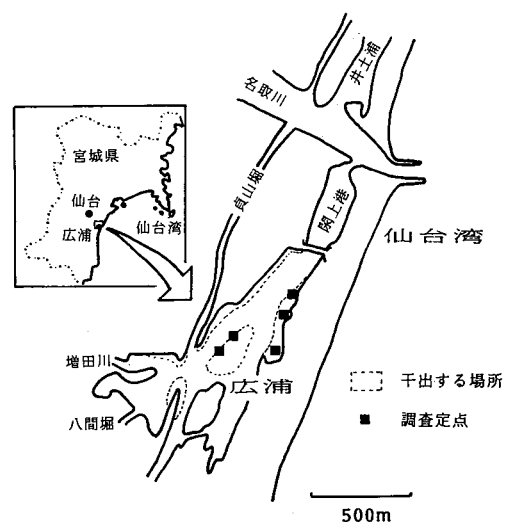 井土浦
名取川
宮城県
仙台
広浦
仙台湾
貞山堀
閖上港
仙台湾
増田川
八間堀
広浦
干出する場所
調査定点
500m